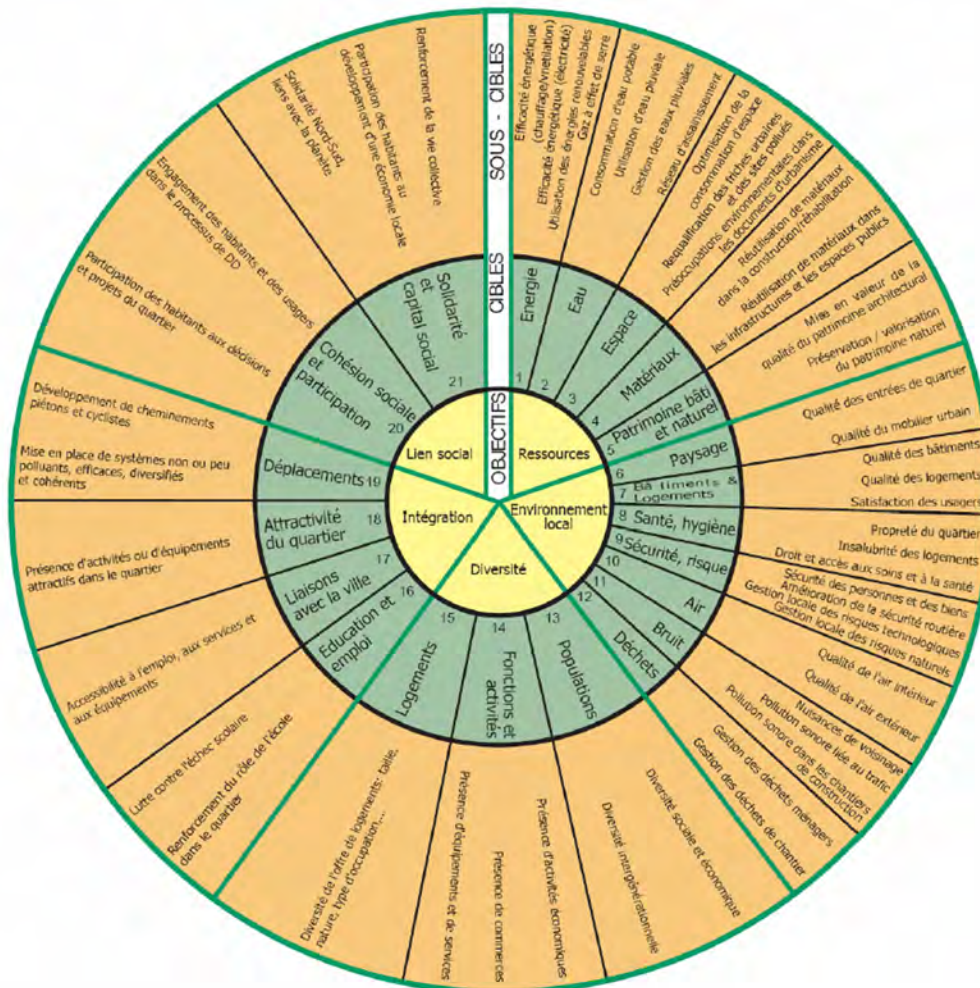 SOUS - CIBLES
CIBLES
OBJECTIFS
Ressources
Environnement
local
Diversité
Intégration
Lien social
1
Energie
2
Eau
3
Espace
4
Matériaux
5
Patrimoine bâti
et naturel
6
Paysage
7
Bâtiments &
Logements
8
Santé, hygiène
9
Sécurité, risque
10
Air
11
Bruit
12
Déchets
13
Populations
14
Fonctions et
activités
15
Logements
16
Education et
emploi
17
Liaisons
avec la ville
18
Attractivité
du quartier
19
Déplacements
20
Cohésion sociale
et
participation
21
Solidarité
et
capital social
Efficacité énergétique
(chauffage/vnetilation)
Efficacité énergétique (électricité)
Utilisation des énergies renouvelables
Gaz à effet de serre
Consommation d'eau potable
Utilisation d'eau pluviale
Gestion des eaux pluviales
Réseau d'assainissement
Optimisation de la
consommation d'espace
Requalification des friches urbaines
et des sites pollués
Préoccupations environnementales dans
les documents d'urbanisme
Réutilisation de matériaux
dans la construction/réhabilitation
Réutilisation de matériaux dans
les infrastructures et les espaces publics
Mise en valeur de la
qualité du patrimoine architectural
Préservation / valorisation
du patrimoine naturel
Qualité des entrées de quartier
Qualité du mobilier urbain
Qualité des bâtiments
Qualité des logements
Satisfaction des usagers
Propreté du quartier
Insalubrité des logements
Droit et accès aux soins et à la santé
Sécurité des personnes et des biens
Amélioration de la sécurité routière
Gestion locale des risques technologiques
Gestion locale des risques naturels
Qualité de l'air intérieur
Qualité de l'air extérieur
Nuisances de voisinage
Pollution sonore liée au trafic
Pollution sonore dans les chantiers
de construction
Gestion des déchets ménagers
Gestion des déchets de chantier
Diversité sociale et économique
Diversité intergénérationnelle
Présence d'activités économiques
Présence de commerces
Présence d'équipements et de services
Diversité de l'offre de logements: taille,
nature, type d'occupation,...
Renforcement du rôle de l'école
dans le quartier
Lutte contre l'échec scolaire
Accessibilité à l'emploi, aux services et
aux équipements
Présence d'activités ou d'équipements
attractifs dans le quartier
Mise en place de systèmes non ou peu
polluants, efficaces, diversifiés
et cohérents
Développement de cheminements
piétons et cyclistes
Participation des habitants aux décisions
et projets du quartier
Engagement des habitants et des usagers
dans le processus de DD
Solidarité Nord-Sud,
liens avec la planète
Participation des habitants au
développement d'une économie locale
Renforcement de la vie collective